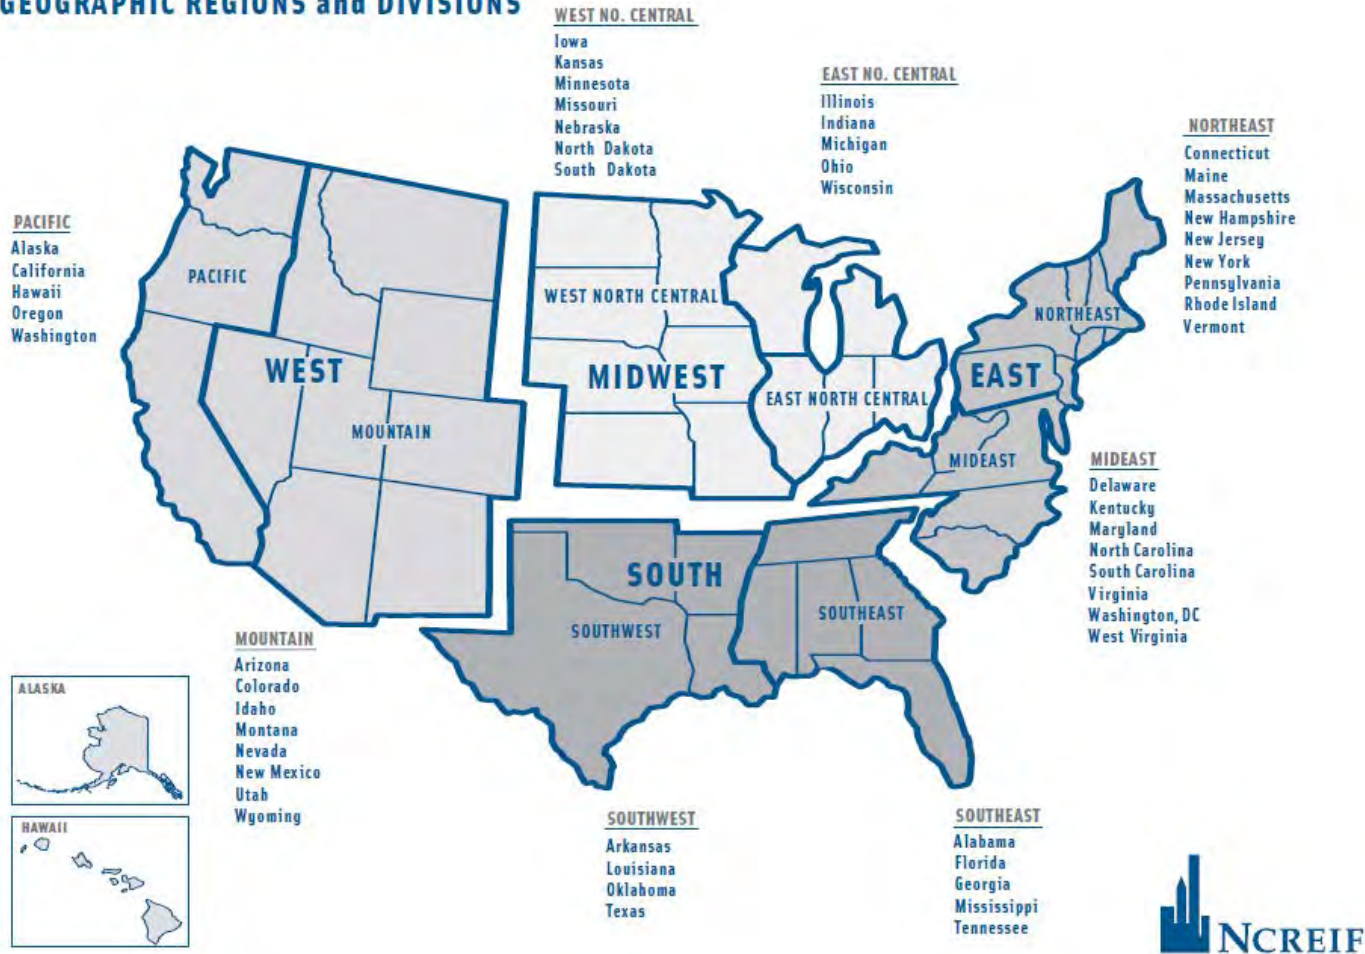 GEOGRAPHIC REGIONS and DIVISIONS
WEST NO. CENTRAL
Iowa
Kansas
Minnesota
Missouri
Nebraska
North Dakota
South Dakota
EAST NO. CENTRAL
Illinois
Indiana
Michigan
Ohio
Wisconsin
NORTHEAST
Connecticut
Maine
Massachusetts
New Hampshire
New Jersey
New York
Pennsylvania
Rhode Island
Vermont
PACIFIC
Alaska
California
Hawaii
Oregon
Washington
PACIFIC
WEST
MOUNTAIN
WEST NORTH CENTRAL
MIDWEST
EAST NORTH CENTRAL
NORTHEAST
EAST
MIDEAST
SOUTH
SOUTHWEST
SOUTHEAST
MIDEAST
Delaware
Kentucky
Maryland
North Carolina
South Carolina
Virginia
Washington, DC
West Virginia
MOUNTAIN
Arizona
Colorado
Idaho
Montana
Nevada
New Mexico
Utah
Wyoming
ALASKA
HAWAII
SOUTHWEST
Arkansas
Louisiana
Oklahoma
Texas
SOUTHEAST
Alabama
Florida
Georgia
Mississippi
Tennessee
NCREIF